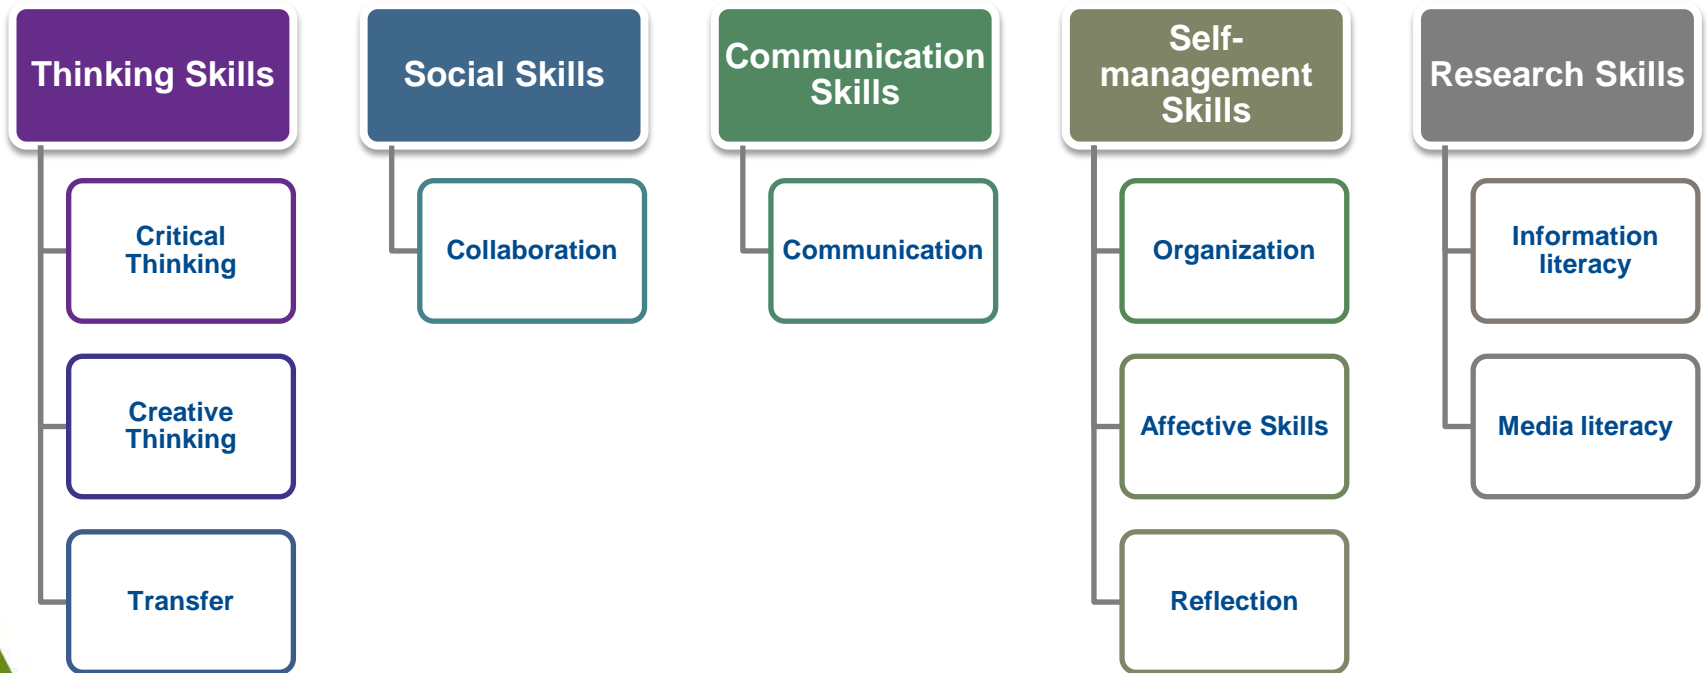 Thinking Skills
Critical
Thinking
Creative
Thinking
Transfer
Social Skills
Collaboration
Communication
Skills
Communication
Self-
management
Skills
Organization
Affective Skills
Reflection
Research Skills
Information
literacy
Media literacy